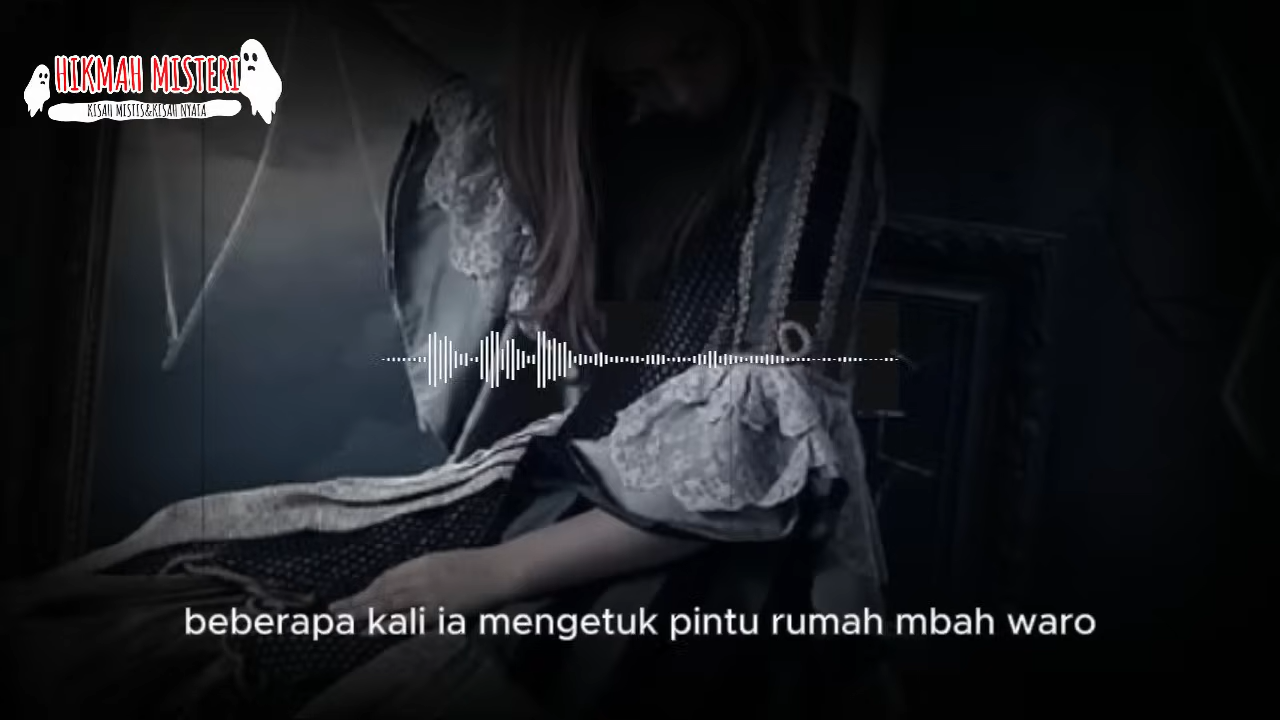 HIKMAH MISTERI
KISAH MISTIS&KISAH NYATA
beberapa kali ia mengetuk pintu rumah mbah waro